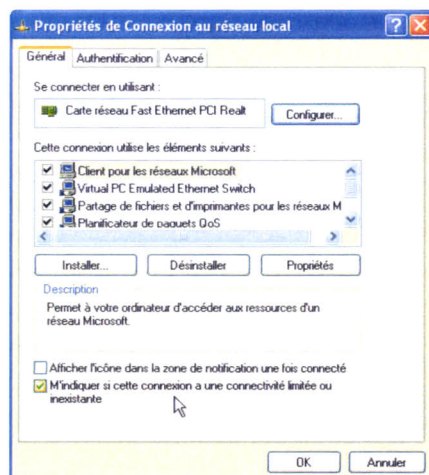 Propriétés de Connexion au réseau local
Général
Authentification
Avancé
Se connecter en utilisant :
Carte réseau Fast Ethernet PCI Realt
Configurer...
Cette connexion utilise les éléments suivants :
Client pour les réseaux Microsoft
Virtual PC Emulated Ethernet Switch
Partage de fichiers et d'imprimantes pour les réseaux M
Planificateur de paquets QoS
Installer...
Désinstaller
Propriétés
Description
Permet à votre ordinateur d'accéder aux ressources d'un
réseau Microsoft.
Afficher l'icône dans la zone de notification une fois connecté
M'indiquer si cette connexion a une connectivité limitée ou
inexistante
OK
Annuler